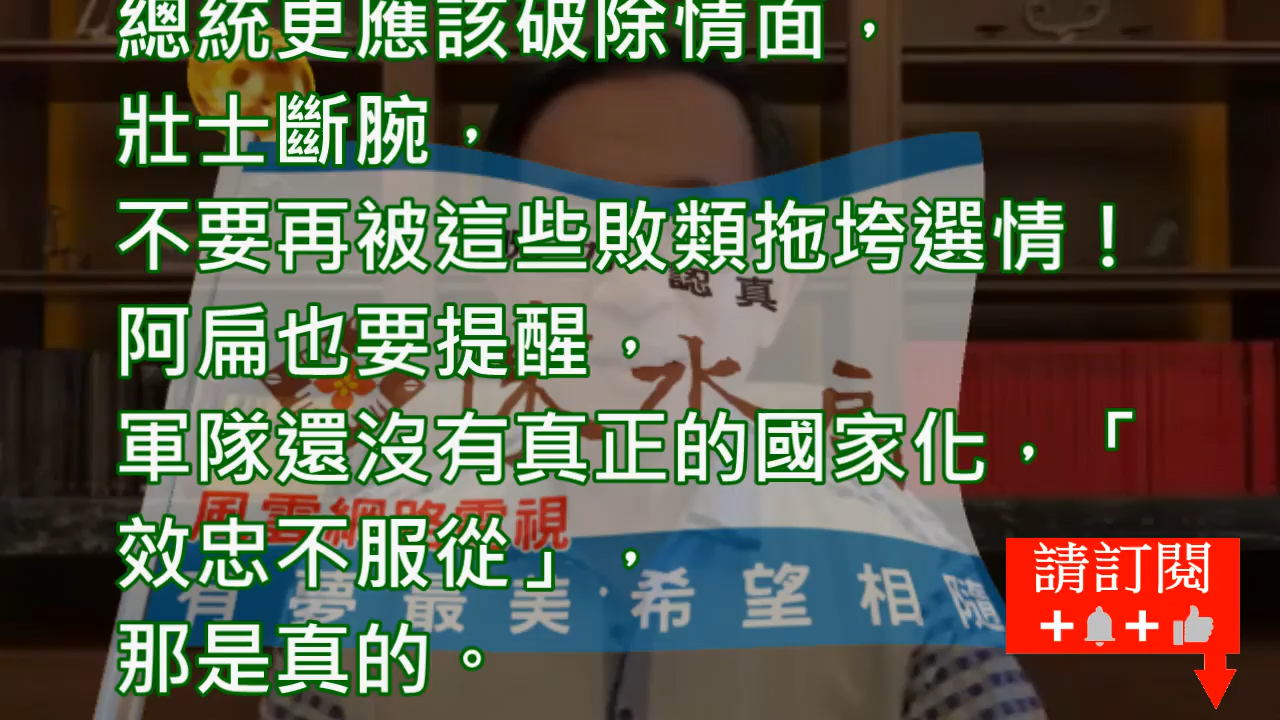 總統更應該破除情面，
壯士斷腕，
不要再被這些敗類拖垮選情！
阿扁也要提醒，
軍隊還沒有真正的國家化，「
效忠不服從」，
那是真的。
認真
水
風雲網路電視
有夢最美·希望相隨
請訂閱